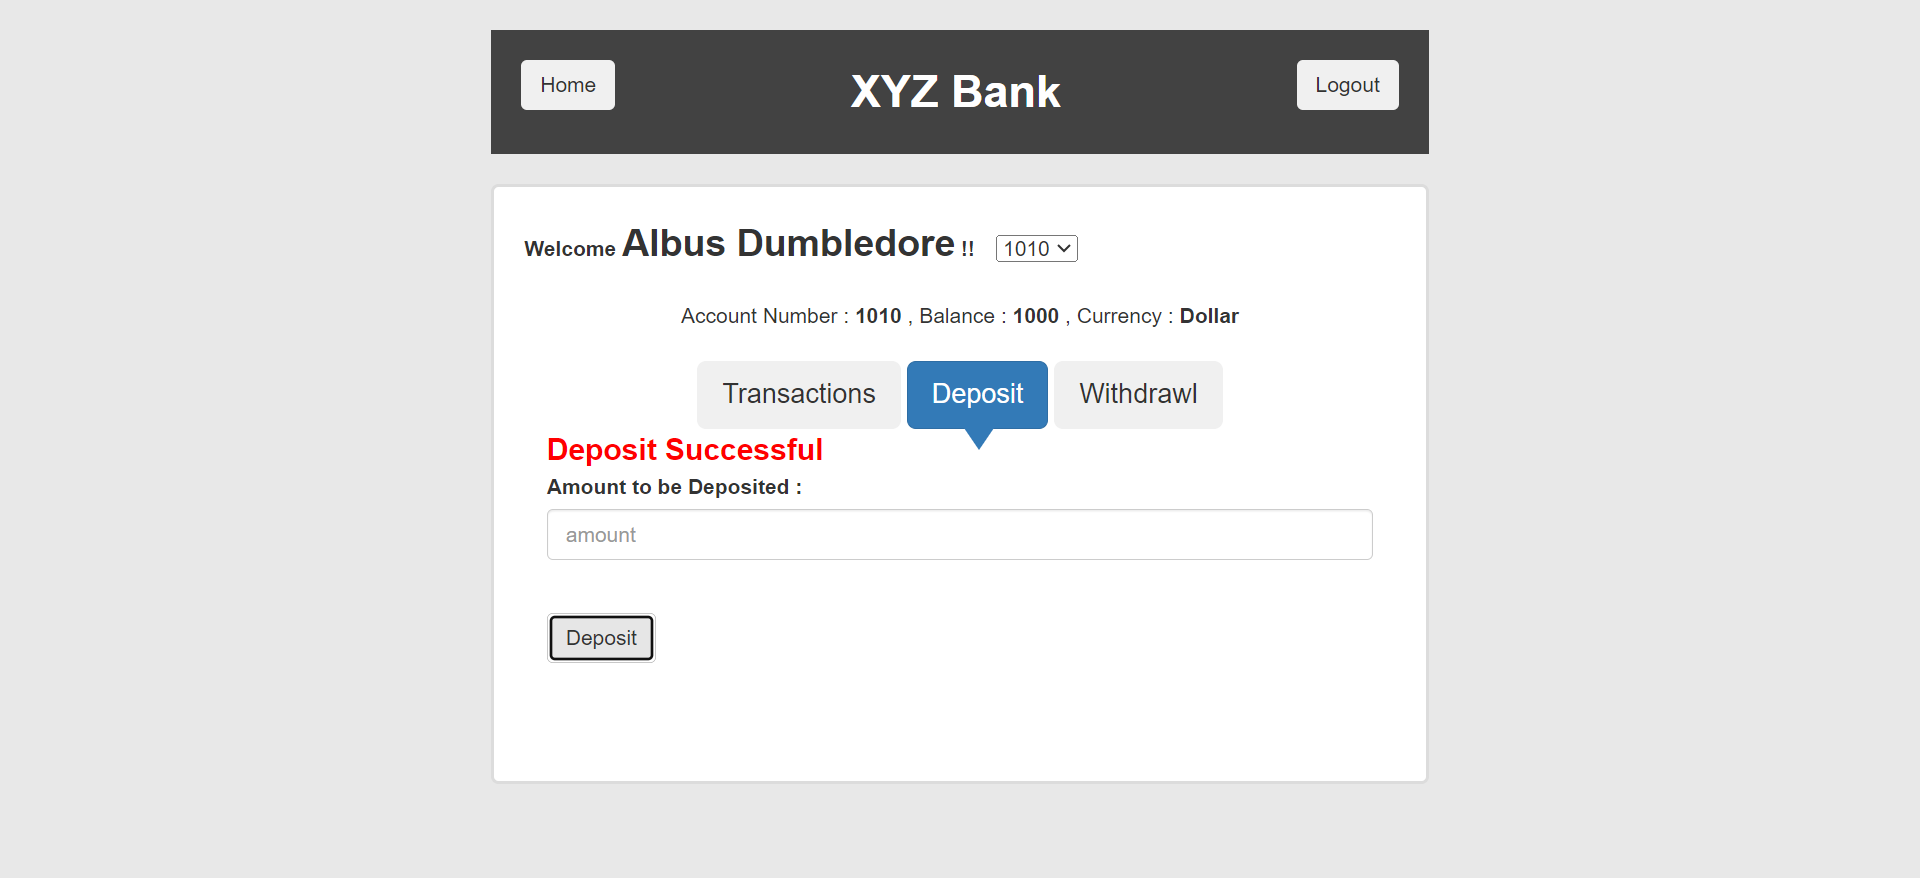 Home
XYZ Bank
Logout
Welcome Albus Dumbledore !! 1010
Account Number : 1010 , Balance : 1000 , Currency : Dollar
Transactions
Deposit
Withdrawl
Deposit Successful
Amount to be Deposited :
amount
Deposit